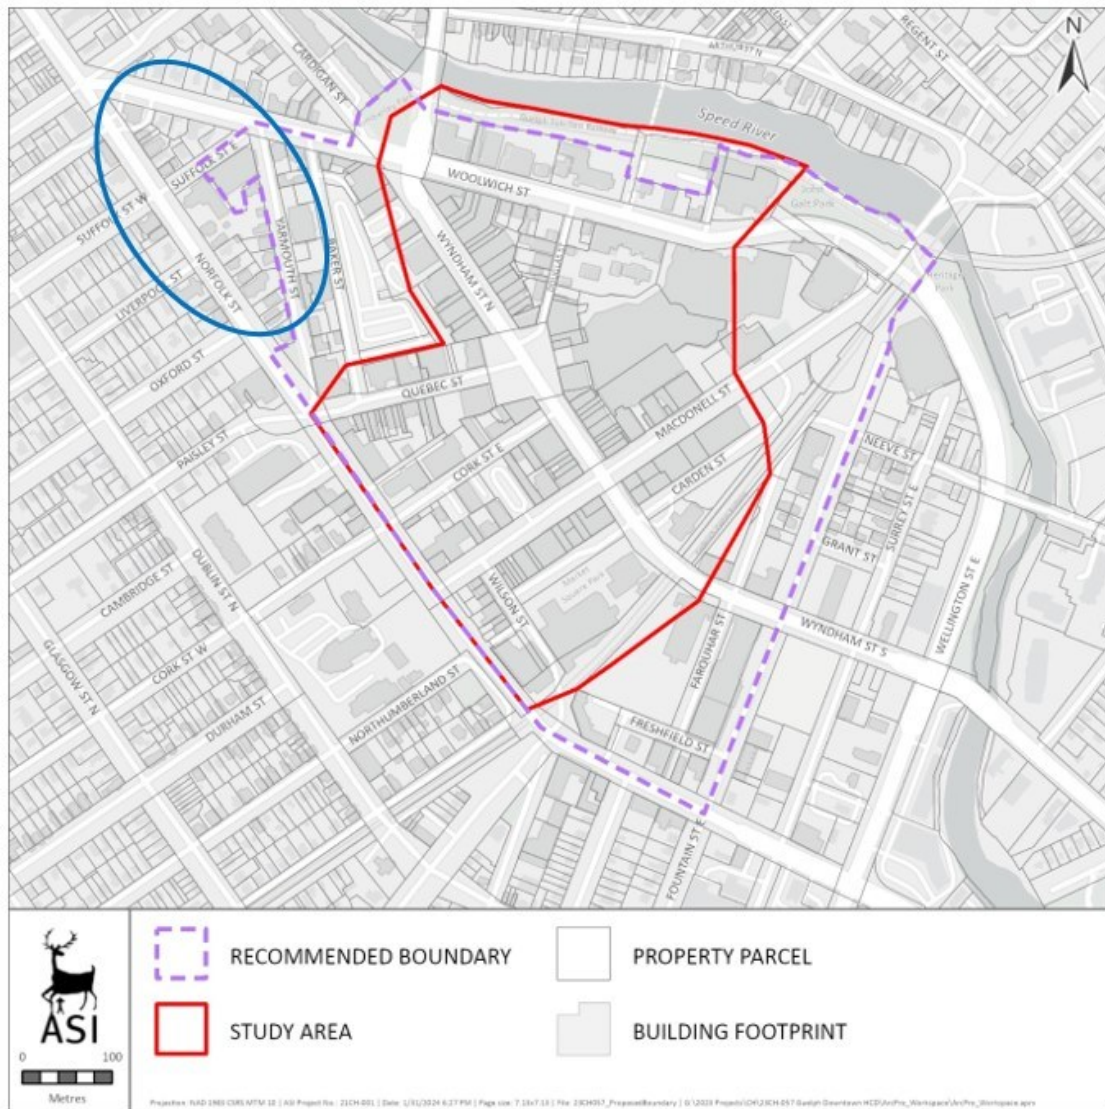 N
CARDIGAN ST
ARTHUR ST N
REGENT ST
Speed River
SUFFOLK ST E
SUFFOLK ST W
WOOLWICH ST
John
Galt Park
YARMOUTH ST
BAKER ST
WYNDHAM ST N
NORFOLK ST
LIVERPOOL ST
Heritage
Park
OXFORD ST
QUEBEC ST
MACDONELL ST
PAISLEY ST
CORK ST E
CARDEN ST
NEEVE ST
SURREY ST E
GRANT ST
CAMBRIDGE ST
DUBLIN ST N
WILSON ST
Market
Square Park
WELLINGTON ST E
GLASGOW ST N
CORK ST W
FARQUHAR ST
WYNDHAM ST S
DURHAM ST
NORTHUMBERLAND ST
FRESHFIELD ST
FOUNTAIN ST E
RECOMMENDED BOUNDARY
PROPERTY PARCEL
ASI
STUDY AREA
BUILDING FOOTPRINT
0 100
Metres